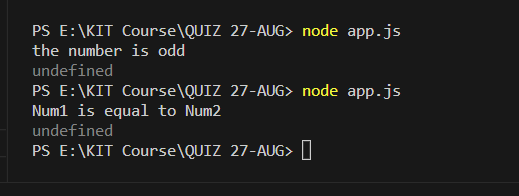 PS E:\KIT Course\QUIZ 27-AUG> node app.js
the number is odd
undefined
PS E:\KIT Course\QUIZ 27-AUG> node app.js
Num1 is equal to Num2
undefined
PS E:\KIT Course\QUIZ 27-AUG>